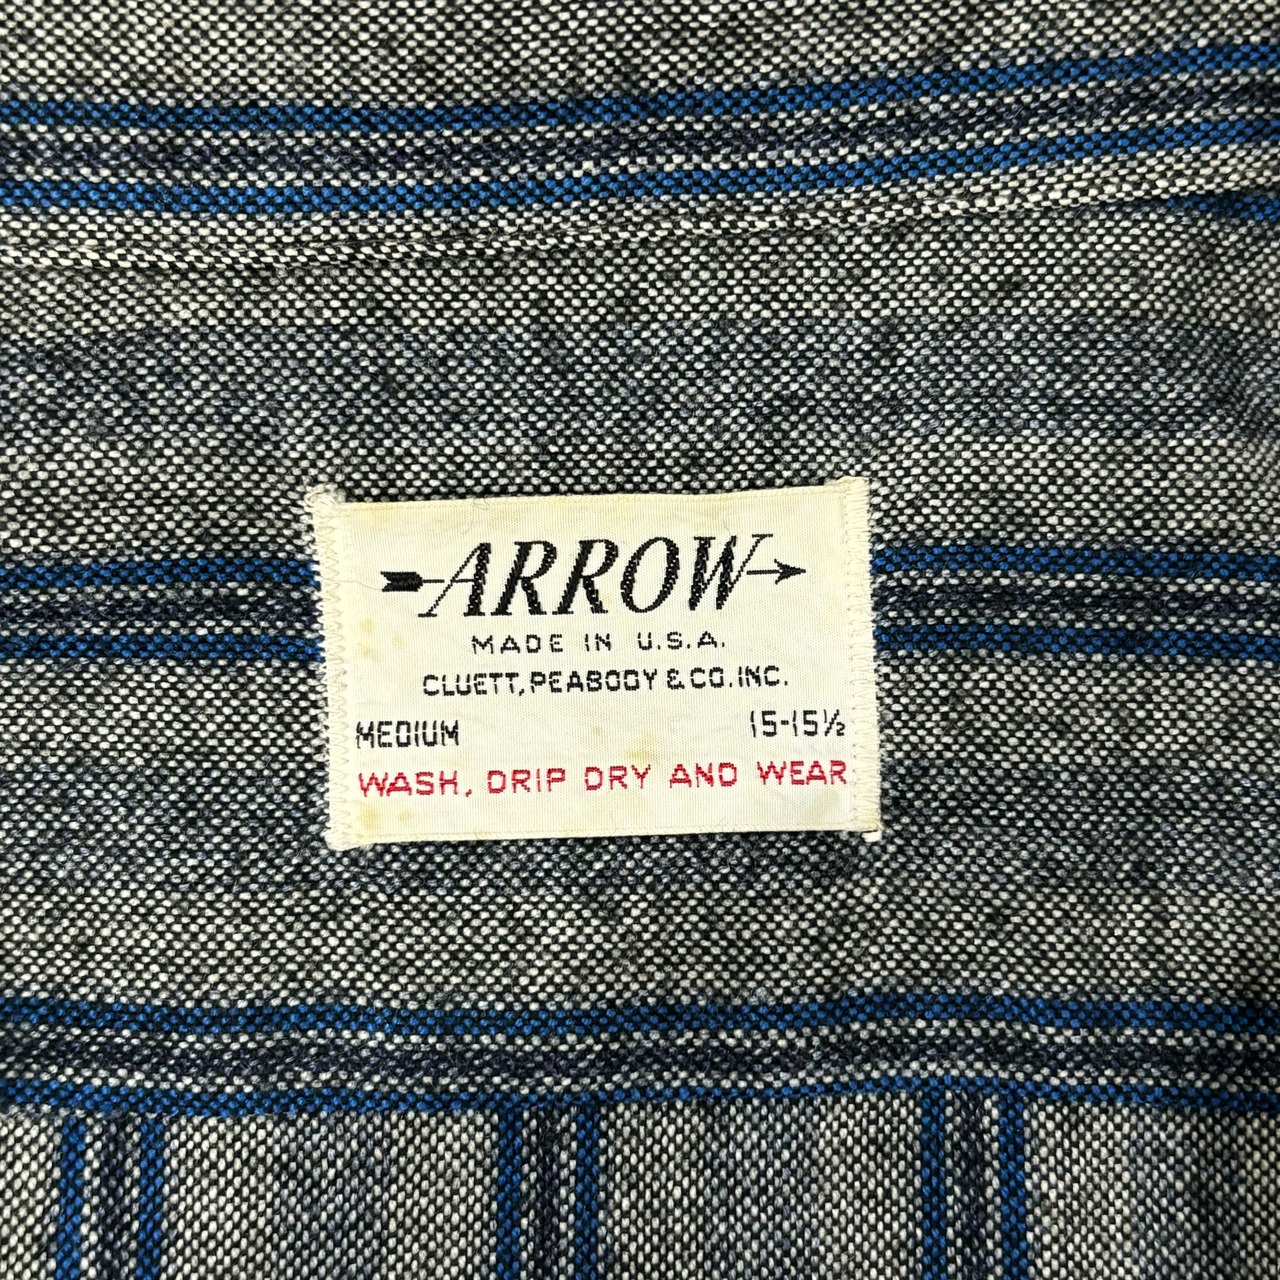 ARROW
MADE IN U.S.A.
CLUETT, PEABODY & CO. INC.
MEDIUM 15-15½
WASH, DRIP DRY AND WEAR